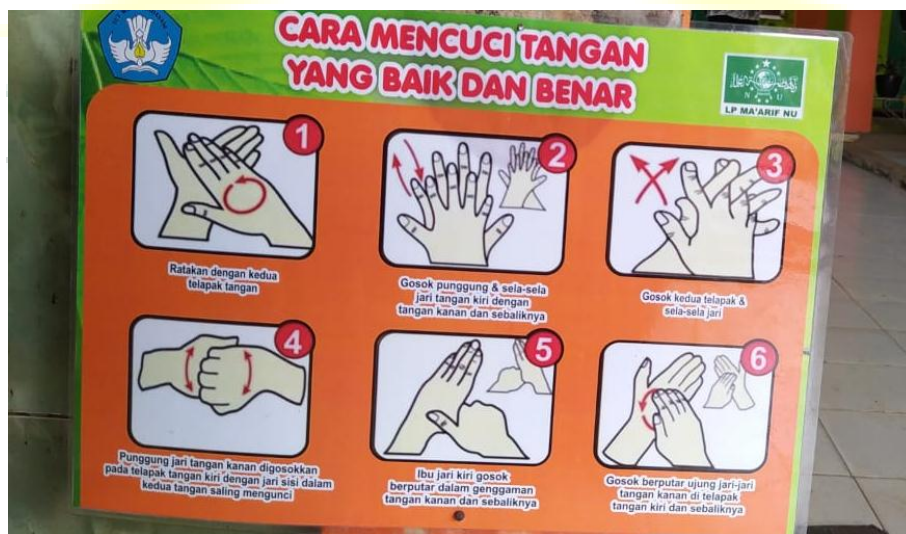 CARA MENCUCI TANGAN
YANG BAIK DAN BENAR
LP MA'ARIF NU
1
Ratakan dengan kedua
telapak tangan
2
Gosok punggung & sela-sela
jari tangan kiri dengan
tangan kanan dan sebaliknya
3
Gosok kedua telapak &
sela-sela jari
4
Punggung jari tangan kanan digosokkan
pada telapak tangan kiri dengan jari sisi dalam
kedua tangan saling mengunci
5
Ibu jari kiri gosok
berputar dalam genggaman
tangan kanan dan sebaliknya
6
Gosok berputar ujung jari-jari
tangan kanan di telapak
tangan kiri dan sebaliknya